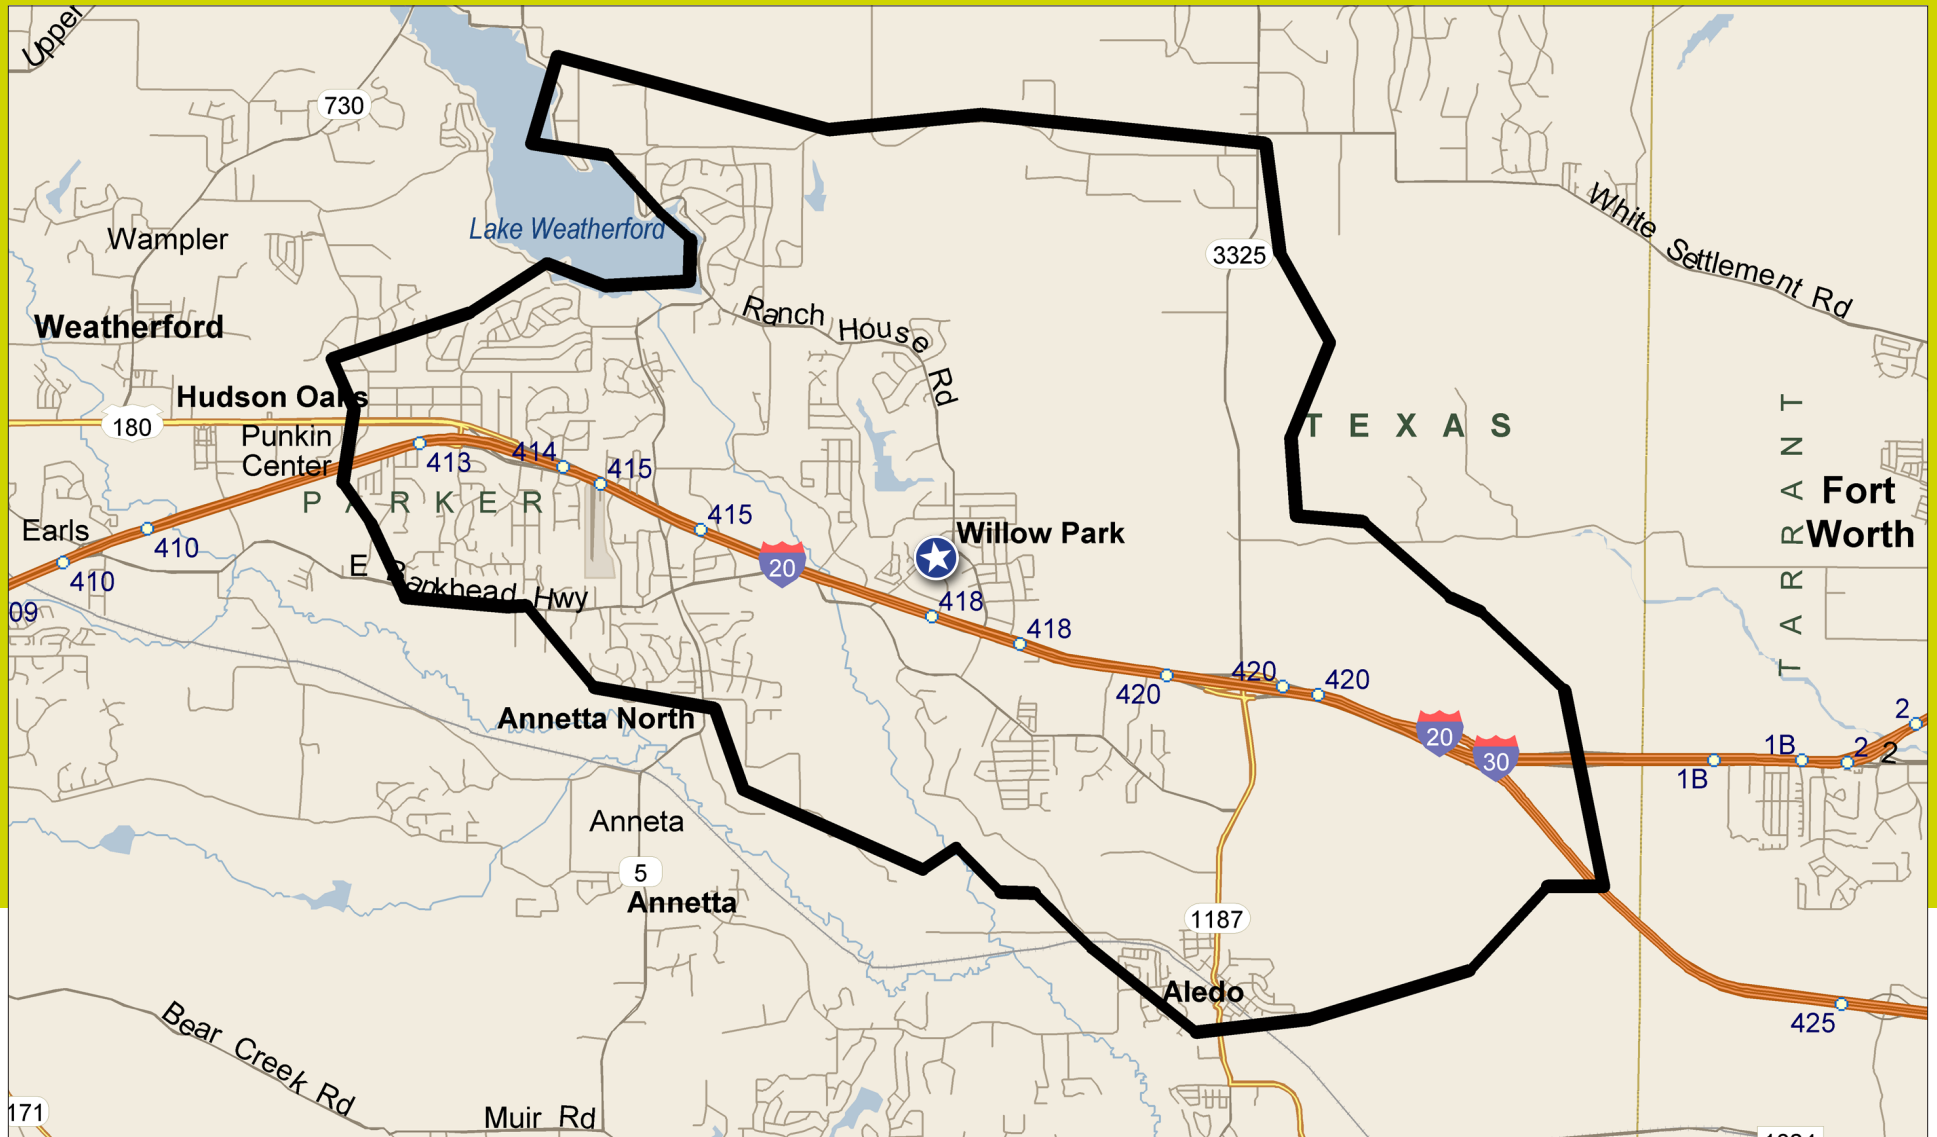 Upper
730
Wampler
Lake Weatherford
White Settlement Rd
3325
Ranch House Rd
Weatherford
Hudson Oaks
180
Punkin
Center
413
414
415
TEXAS
TARRANT
PARKER
Fort
Worth
415
Earls
410
410
Willow Park
20
E Bankhead Hwy
09
418
418
420
420
420
Annetta North
20
30
1B
1B
2
2
2
Anneta
5
Annetta
1187
Aledo
425
Bear Creek Rd
Muir Rd
171